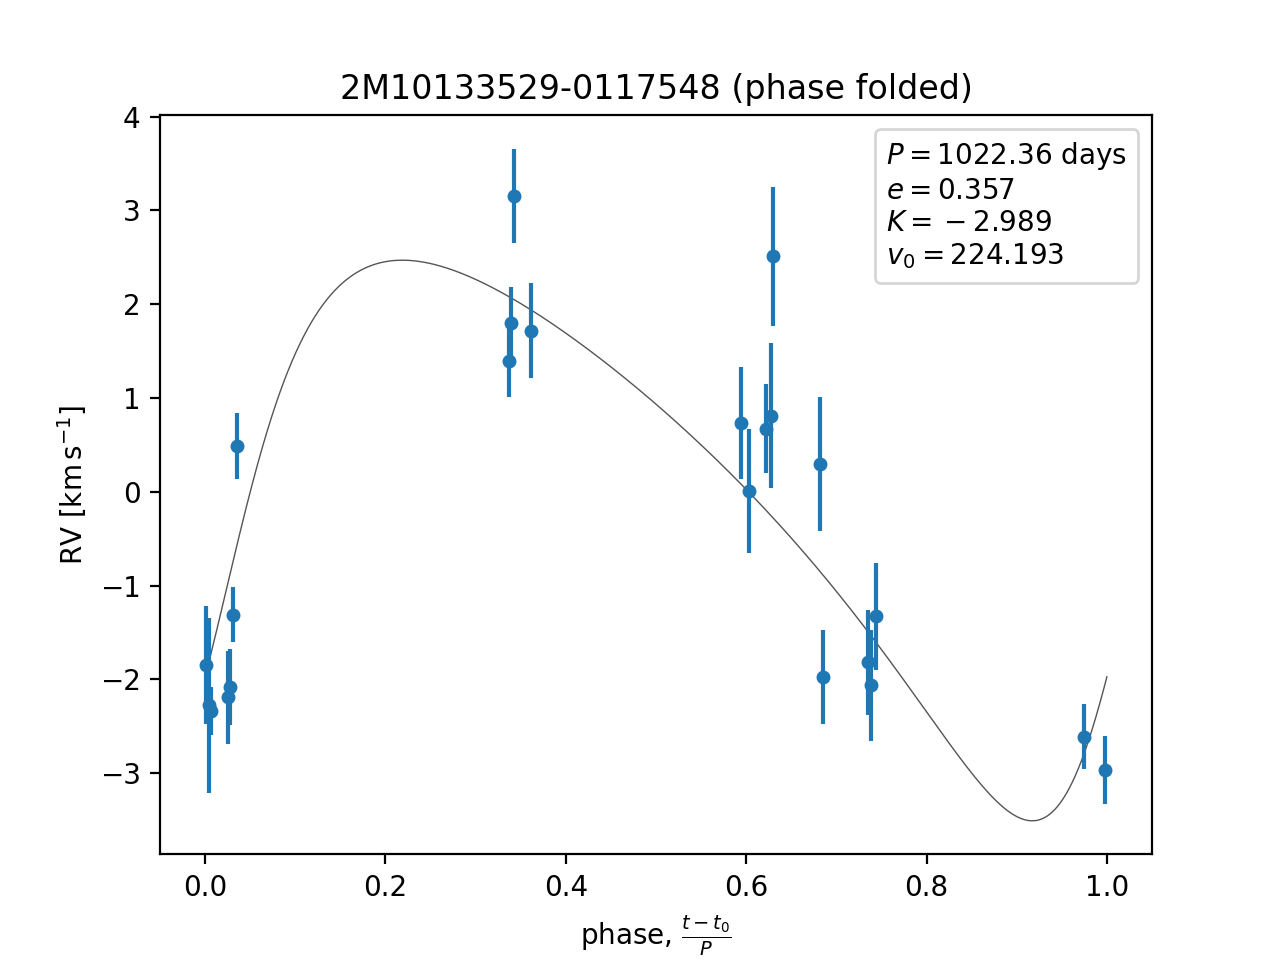 2M10133529-0117548 (phase folded)
P = 1022.36 days
e = 0.357
K = −2.989
v₀ = 224.193
4
3
2
1
0
−1
−2
−3
RV [km s⁻¹]
0.0 0.2 0.4 0.6 0.8 1.0
phase, (t − t₀)/P